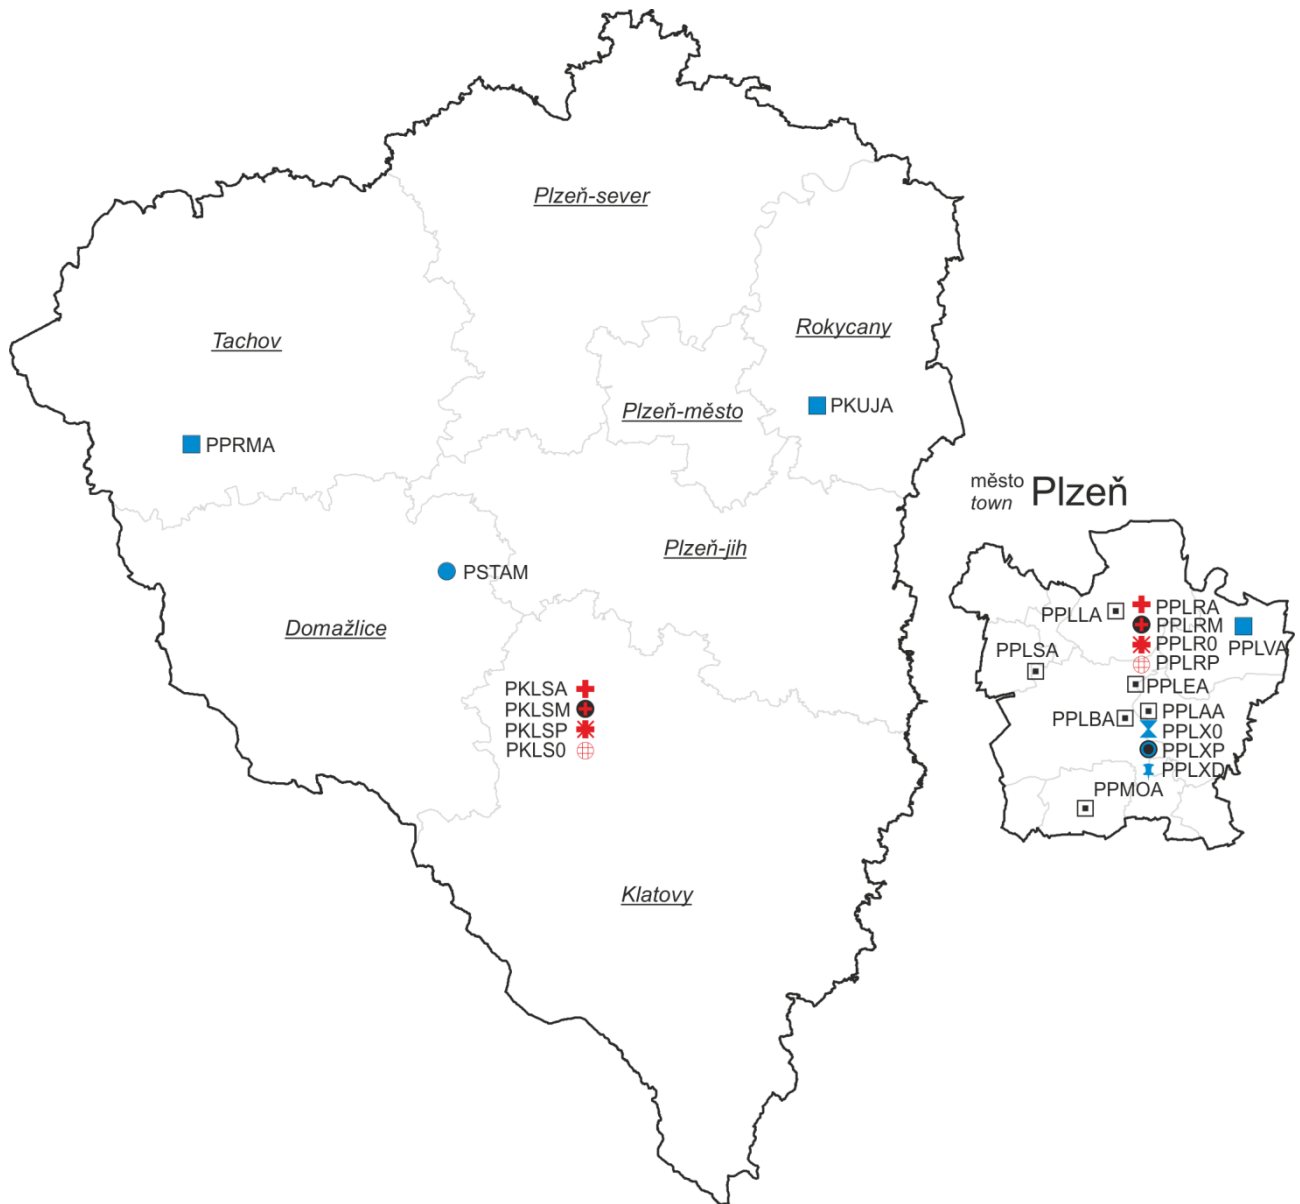 Plzeň-sever
Tachov
Rokycany
Plzeň-město
PKUJA
PPRMA
město
town
Plzeň
Plzeň-jih
PSTAM
Domažlice
PPLLA
PPLRA
PPLRM
PPLR0
PPLRP
PPLVA
PPLSA
PPLEA
PPLBA
PPLAA
PPLX0
PPLXP
PPLXD
PPMOA
PKLSA
PKLSM
PKLSP
PKLS0
Klatovy